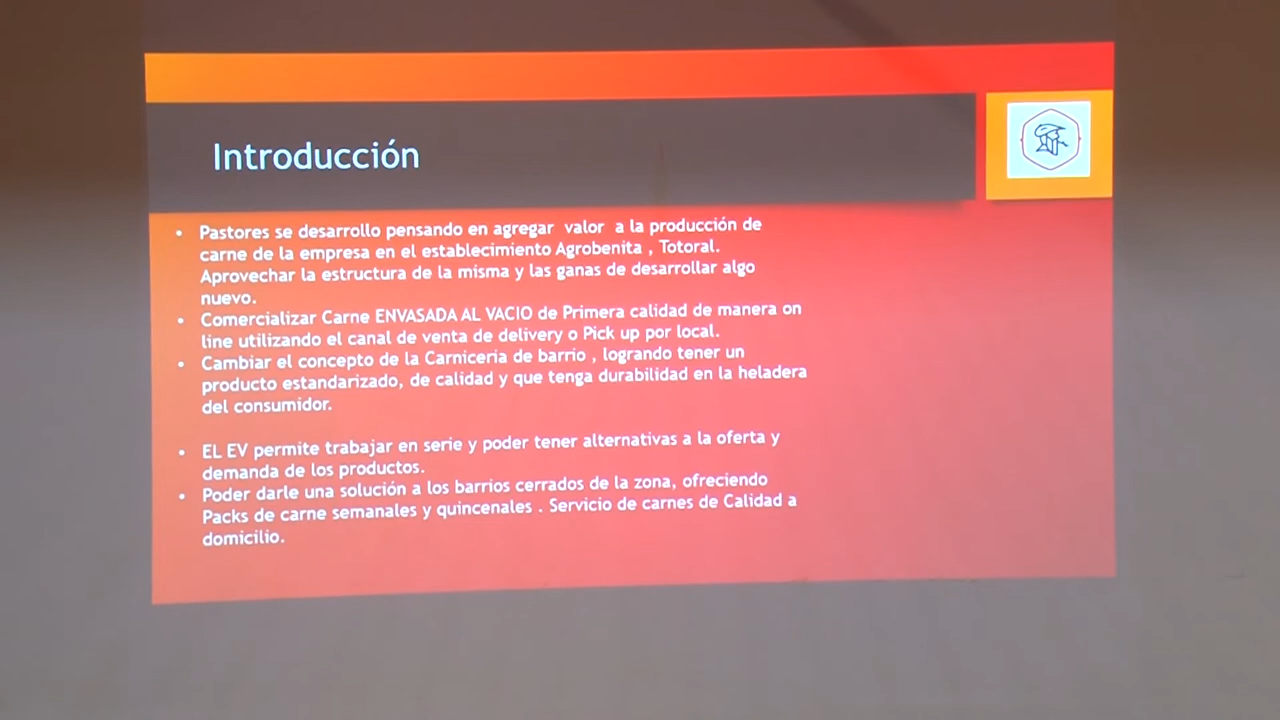 Introducción
• Pastores se desarrollo pensando en agregar valor a la producción de
carne de la empresa en el establecimiento Agrobenita , Totoral.
Aprovechar la estructura de la misma y las ganas de desarrollar algo
nuevo.
• Comercializar Carne ENVASADA AL VACIO de Primera calidad de manera on
line utilizando el canal de venta de delivery o Pick up por local.
• Cambiar el concepto de la Carniceria de barrio , logrando tener un
producto estandarizado, de calidad y que tenga durabilidad en la heladera
del consumidor.
• EL EV permite trabajar en serie y poder tener alternativas a la oferta y
demanda de los productos.
• Poder darle una solución a los barrios cerrados de la zona, ofreciendo
Packs de carne semanales y quincenales . Servicio de carnes de Calidad a
domicilio.